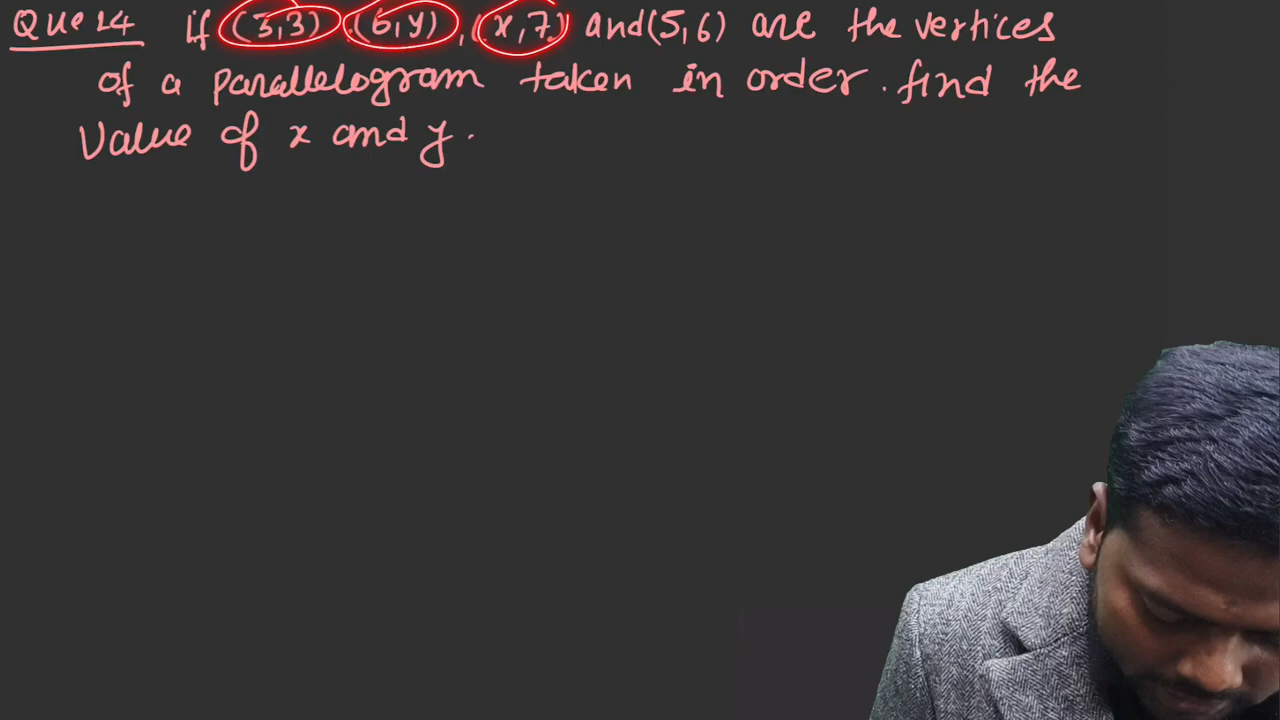 Que 14 If (3,3) (6,y), (x,7) and (5,6) are the vertices
of a parallelogram taken in order. find the
value of x and y.